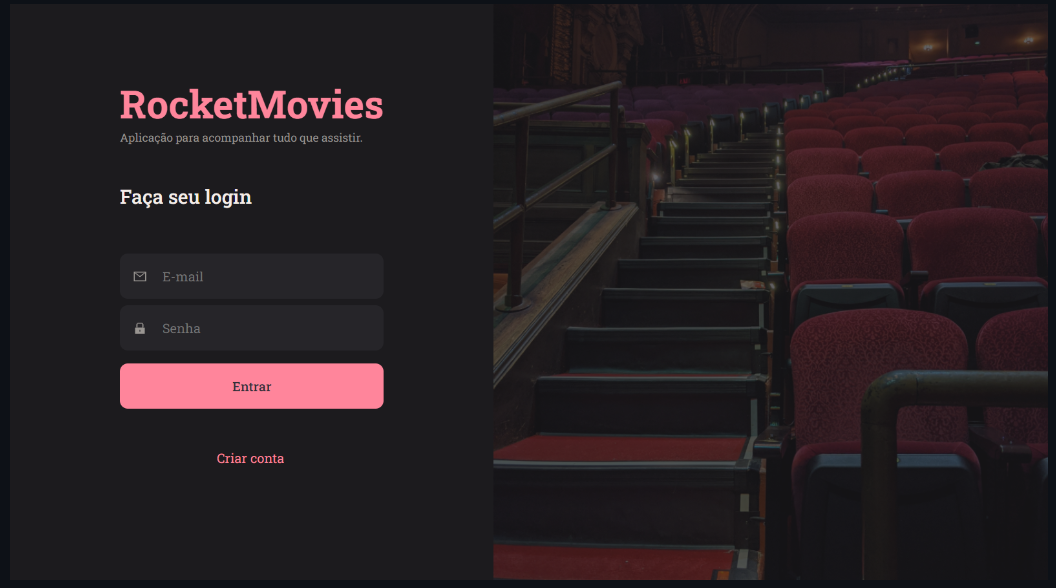 RocketMovies
Aplicação para acompanhar tudo que assistir.
Faça seu login
E-mail
Senha
Entrar
Criar conta